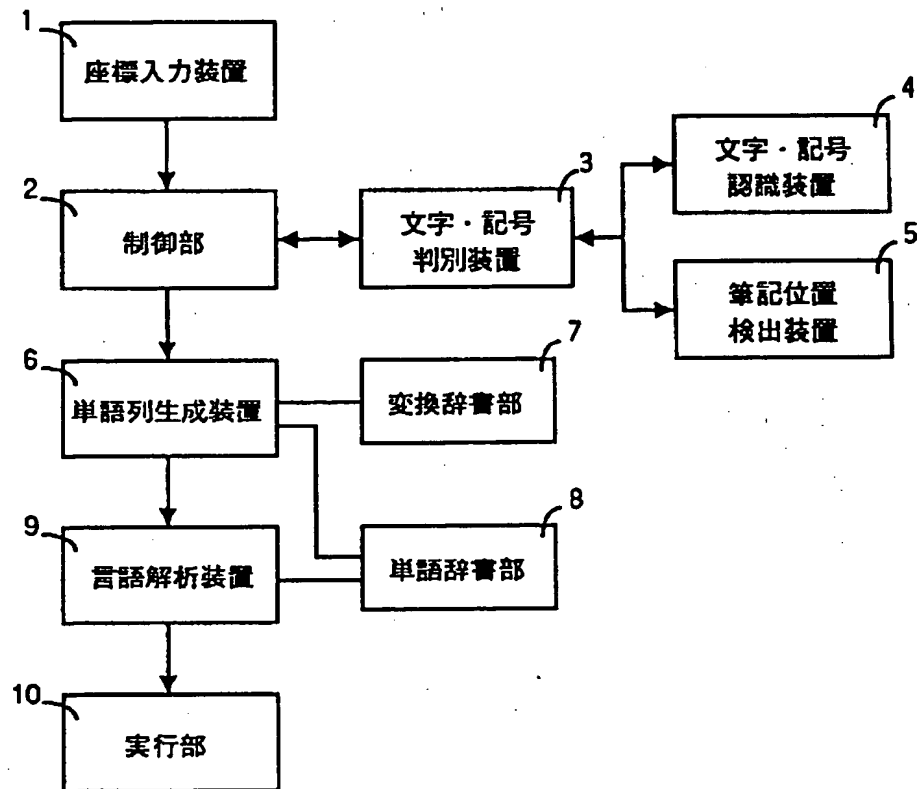 1
座標入力装置
2
制御部
3
文字・記号
判別装置
4
文字・記号
認識装置
5
筆記位置
検出装置
6
単語列生成装置
7
変換辞書部
8
単語辞書部
9
言語解析装置
10
実行部